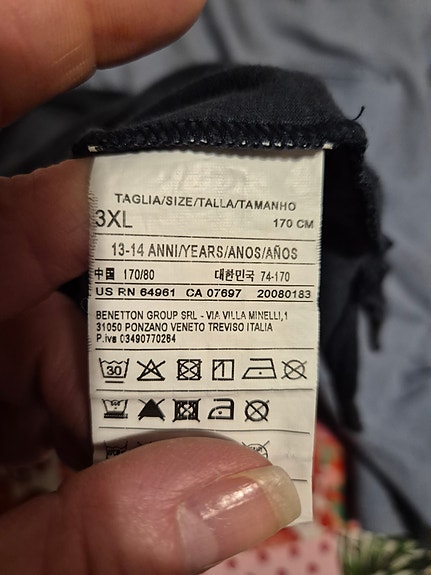 TAGLIA/SIZE/TALLA/TAMANHO
3XL 170 CM
13-14 ANNI/YEARS/ANOS/AÑOS
中国 170/80 대한민국 74-170
US RN 64961 CA 07697 20080183
BENETTON GROUP SRL - VIA VILLA MINELLI,1
31050 PONZANO VENETO TREVISO ITALIA
P.iva 03490770264
30